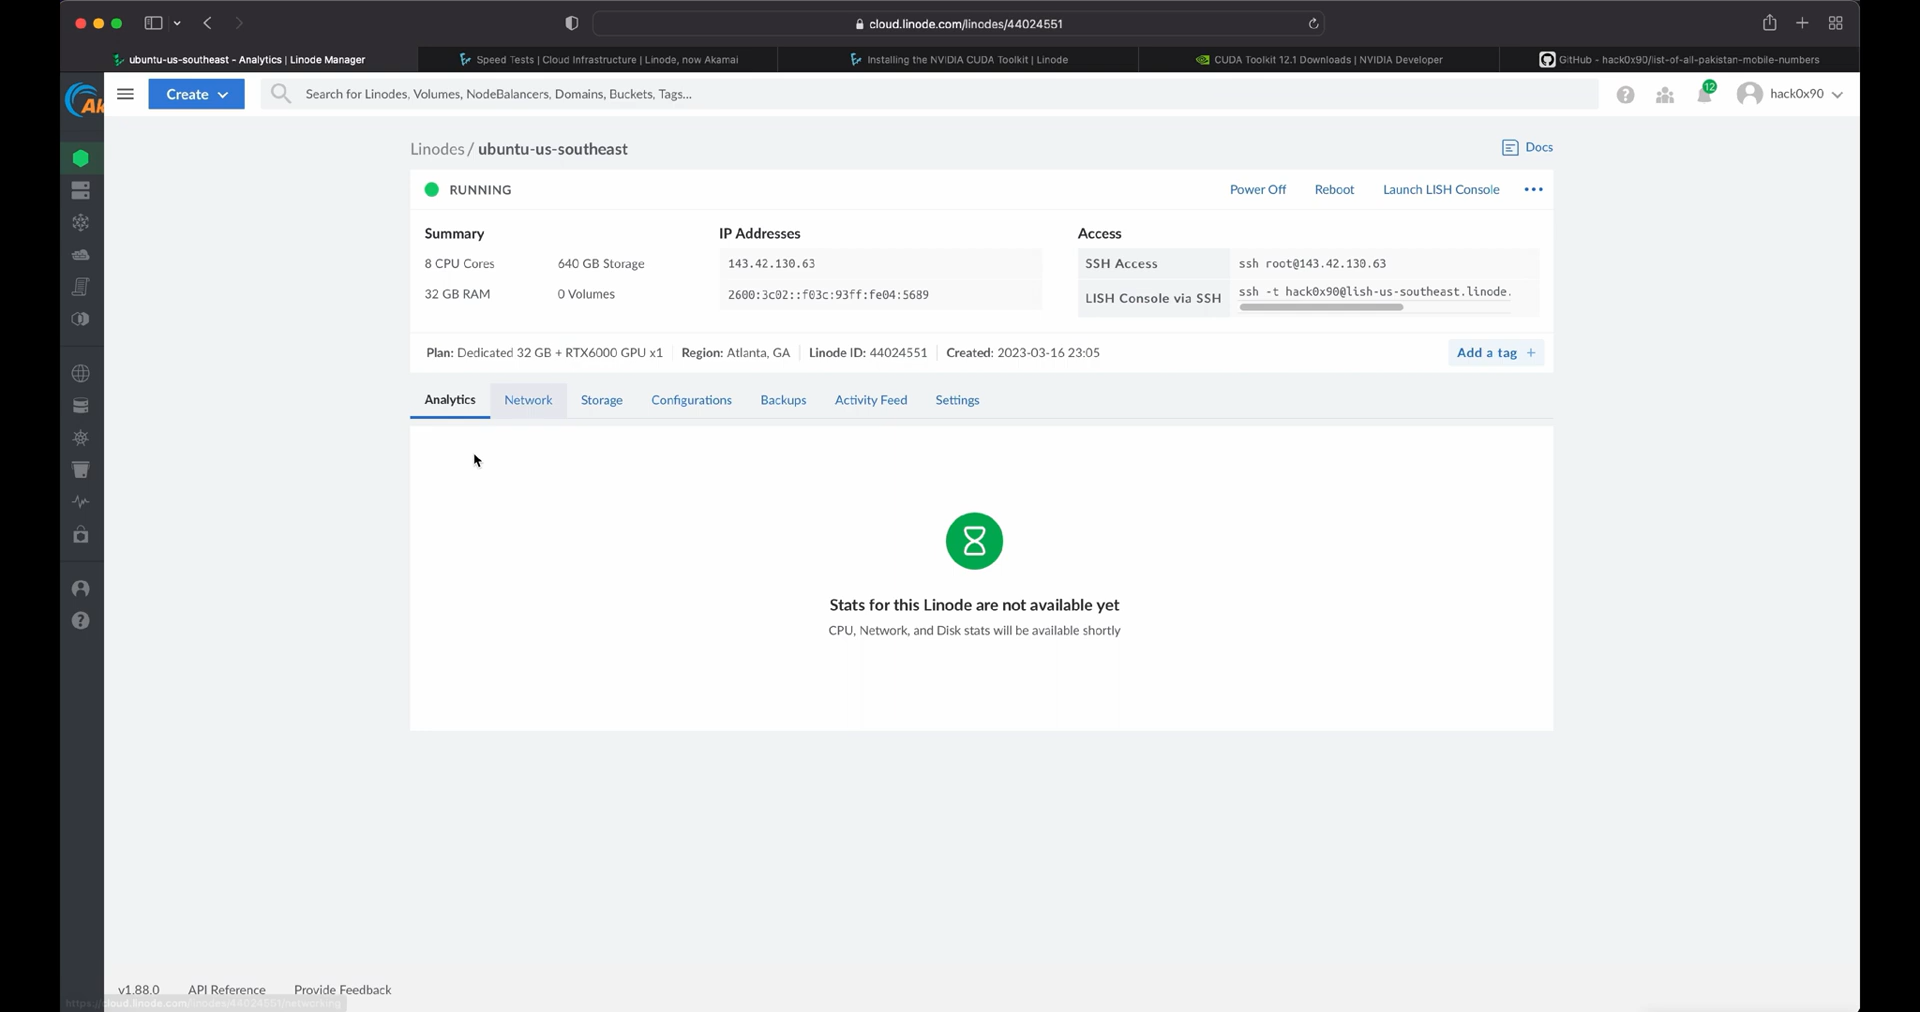 cloud.linode.com/linodes/44024551
ubuntu-us-southeast - Analytics | Linode Manager
Speed Tests | Cloud Infrastructure | Linode, now Akamai
Installing the NVIDIA CUDA Toolkit | Linode
CUDA Toolkit 12.1 Downloads | NVIDIA Developer
GitHub - hack0x90/list-of-all-pakistan-mobile-numbers
Ak
Create
Search for Linodes, Volumes, NodeBalancers, Domains, Buckets, Tags...
12
hack0x90
Linodes / ubuntu-us-southeast
Docs
RUNNING
Power Off
Reboot
Launch LISH Console
Summary
IP Addresses
Access
8 CPU Cores
640 GB Storage
143.42.130.63
SSH Access
ssh root@143.42.130.63
32 GB RAM
0 Volumes
2600:3c02::f03c:93ff:fe04:5689
LISH Console via SSH
ssh -t hack0x90@lish-us-southeast.linode.
Plan: Dedicated 32 GB + RTX6000 GPU x1
Region: Atlanta, GA
Linode ID: 44024551
Created: 2023-03-16 23:05
Add a tag +
Analytics
Network
Storage
Configurations
Backups
Activity Feed
Settings
Stats for this Linode are not available yet
CPU, Network, and Disk stats will be available shortly
v1.88.0
API Reference
Provide Feedback
https://cloud.linode.com/linodes/44024551/networking